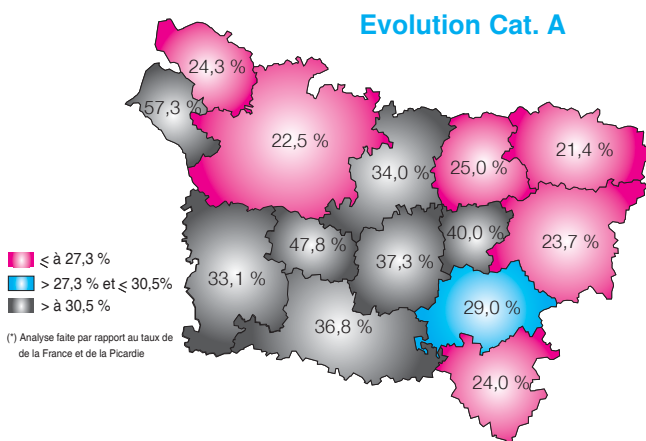 Evolution Cat. A
24,3 %
57,3 %
22,5 %
34,0 %
25,0 %
21,4 %
33,1 %
47,8 %
37,3 %
40,0 %
23,7 %
36,8 %
29,0 %
24,0 %
⩽ à 27,3 %
> 27,3 % et ⩽ 30,5%
> à 30,5 %
(*) Analyse faite par rapport au taux de
de la France et de la Picardie